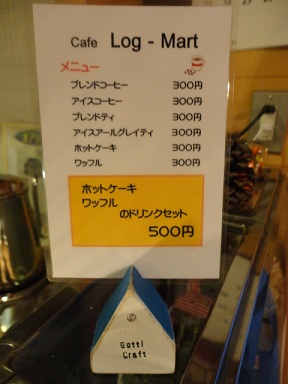 Cafe Log - Mart
メニュー
ブレンドコーヒー 300円
アイスコーヒー 300円
ブレンドティ 300円
アイスアールグレイティ 300円
ホットケーキ 300円
ワッフル 300円
ホットケーキ
ワッフル
のドリンクセット
500円
Gotti
Craft